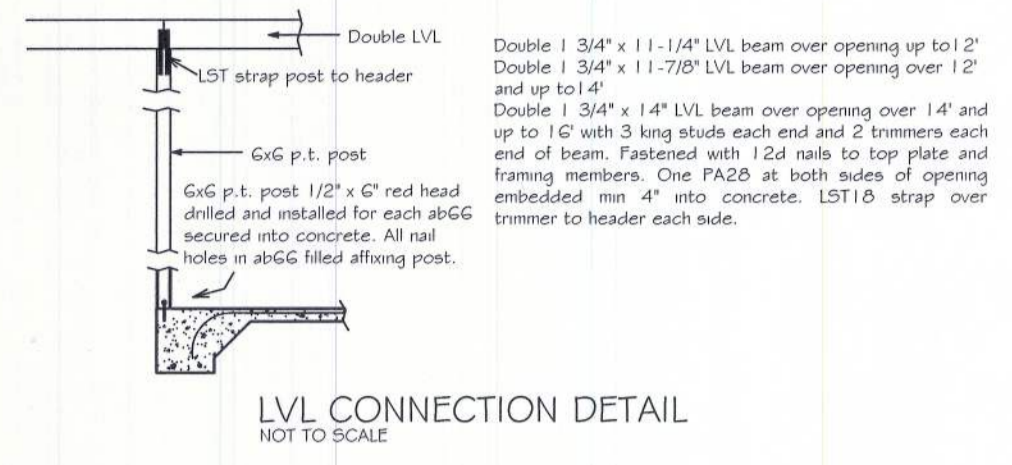 Double LVL
LST strap post to header
6x6 p.t. post
6x6 p.t. post 1/2" x 6" red head
drilled and installed for each ab66
secured into concrete. All nail
holes in ab66 filled affixing post.
Double 1 3/4" x 11-1/4" LVL beam over opening up to12'
Double 1 3/4" x 11-7/8" LVL beam over opening over 12'
and up to14'
Double 1 3/4" x 14" LVL beam over opening over 14' and
up to 16' with 3 king studs each end and 2 trimmers each
end of beam. Fastened with 12d nails to top plate and
framing members. One PA28 at both sides of opening
embedded min 4" into concrete. LST18 strap over
trimmer to header each side.
LVL CONNECTION DETAIL
NOT TO SCALE